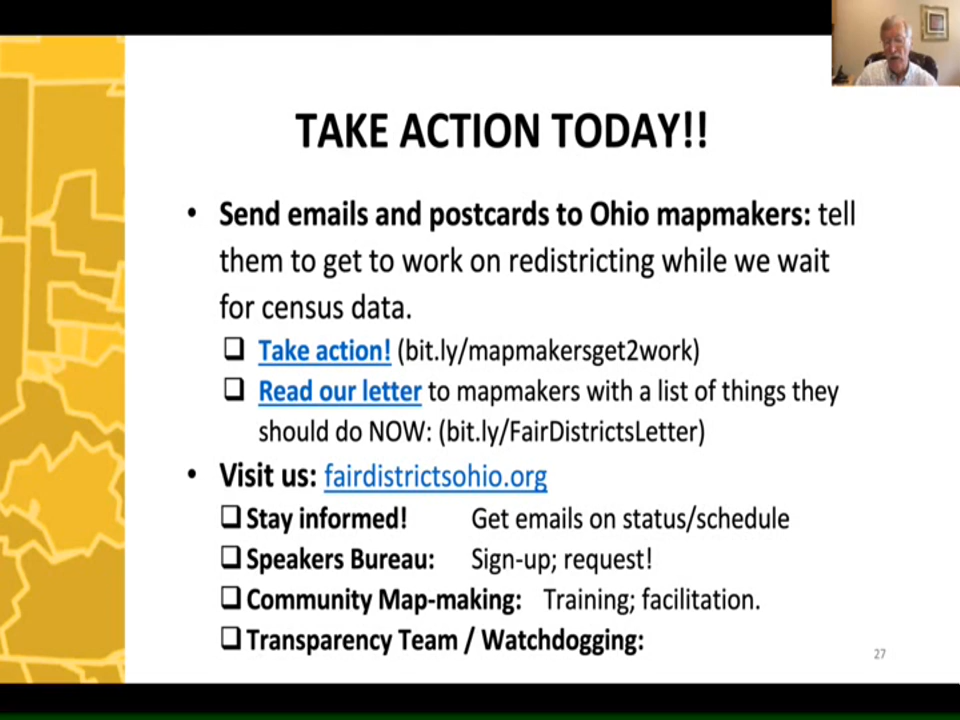 TAKE ACTION TODAY!!
• Send emails and postcards to Ohio mapmakers: tell
them to get to work on redistricting while we wait
for census data.
❑ Take action! (bit.ly/mapmakersget2work)
❑ Read our letter to mapmakers with a list of things they
should do NOW: (bit.ly/FairDistrictsLetter)
• Visit us: fairdistrictsohio.org
❑ Stay informed! Get emails on status/schedule
❑ Speakers Bureau: Sign-up; request!
❑ Community Map-making: Training; facilitation.
❑ Transparency Team / Watchdogging:
27